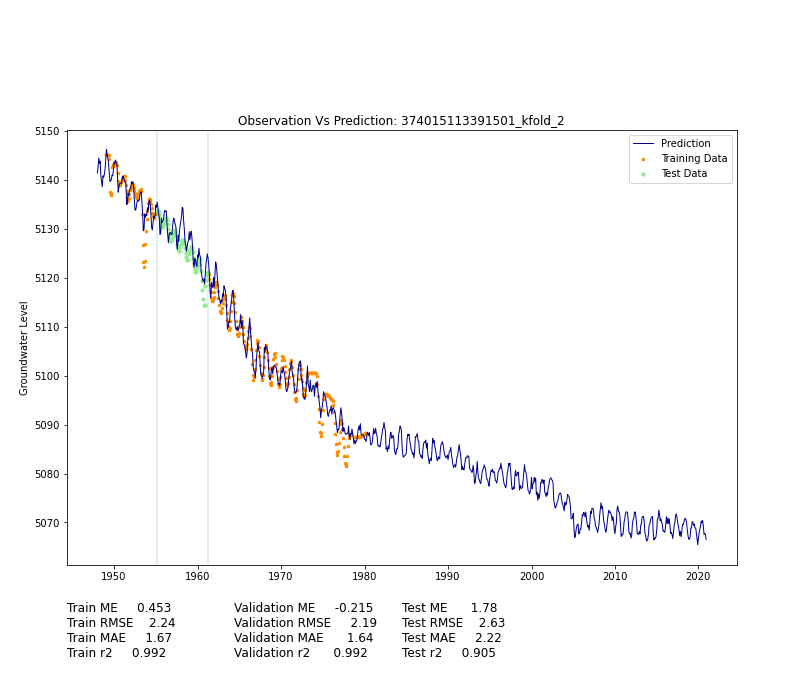 Observation Vs Prediction: 374015113391501_kfold_2
Prediction
Training Data
Test Data
5150
5140
5130
5120
5110
5100
5090
5080
5070
Groundwater Level
1950 1960 1970 1980 1990 2000 2010 2020
Train ME 0.453 Validation ME -0.215 Test ME 1.78
Train RMSE 2.24 Validation RMSE 2.19 Test RMSE 2.63
Train MAE 1.67 Validation MAE 1.64 Test MAE 2.22
Train r2 0.992 Validation r2 0.992 Test r2 0.905